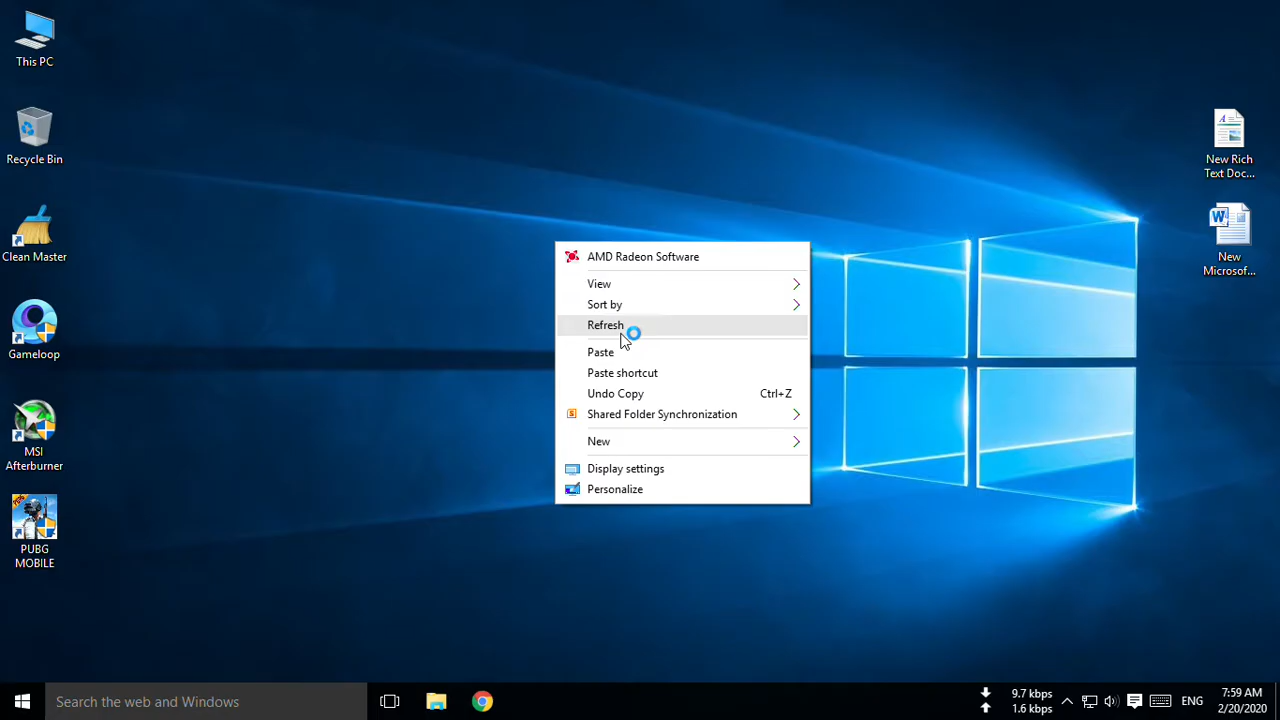 This PC
Recycle Bin
Clean Master
Gameloop
MSI
Afterburner
PUBG
MOBILE
AMD Radeon Software
View
Sort by
Refresh
Paste
Paste shortcut
Undo Copy Ctrl+Z
Shared Folder Synchronization
New
Display settings
Personalize
New Rich
Text Doc...
New
Microsof...
Search the web and Windows
9.7 kbps
1.6 kbps
ENG
7:59 AM
2/20/2020